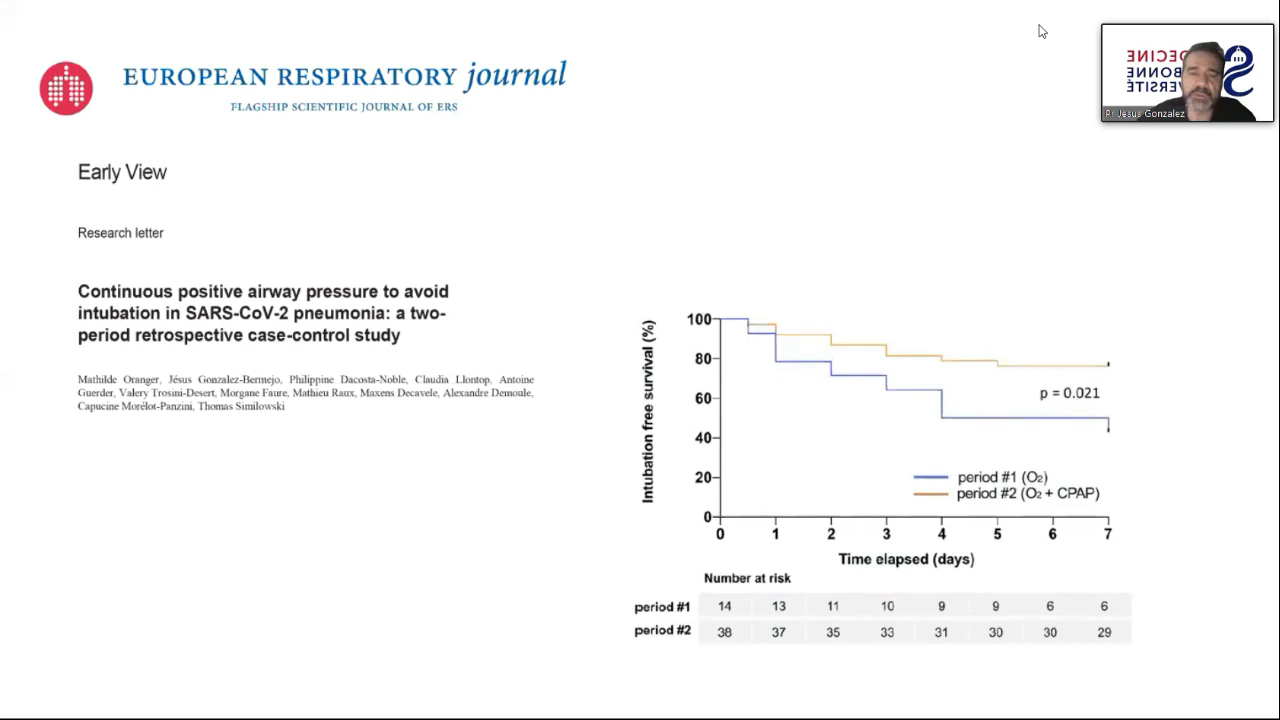 EUROPEAN RESPIRATORY journal
FLAGSHIP SCIENTIFIC JOURNAL OF ERS
Early View
Research letter
Continuous positive airway pressure to avoid
intubation in SARS-CoV-2 pneumonia: a two-
period retrospective case-control study
Mathilde Oranger, Jésus Gonzalez-Bermejo, Philippine Dacosta-Noble, Claudia Llontop, Antoine
Guerder, Valery Trosini-Desert, Morgane Faure, Mathieu Raux, Maxens Decavele, Alexandre Demoule,
Capucine Morélot-Panzini, Thomas Similowski
DECINE
BONNE
VERSITÉ
Pr Jesus Gonzalez
Intubation free survival (%)
100
80
60
40
20
0
p = 0.021
period #1 (O₂)
period #2 (O₂ + CPAP)
0 1 2 3 4 5 6 7
Time elapsed (days)
Number at risk
period #1 14 13 11 10 9 9 6 6
period #2 38 37 35 33 31 30 30 29